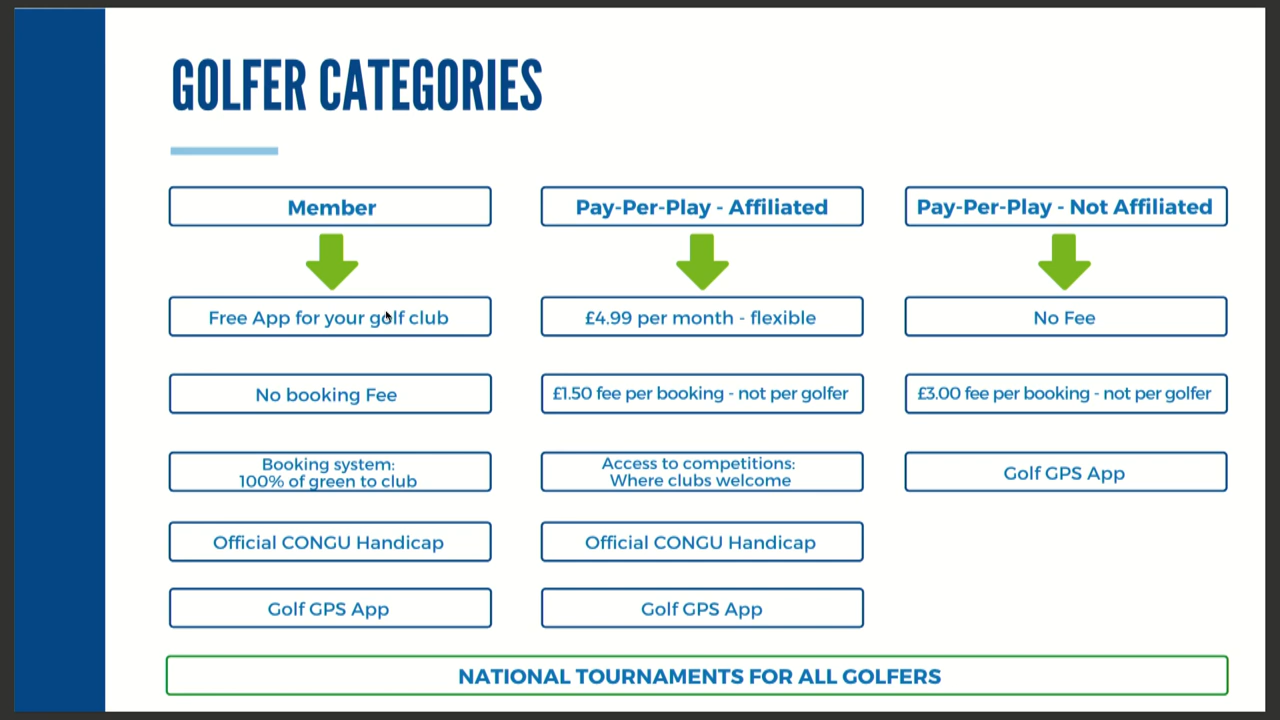 GOLFER CATEGORIES
Member
Pay-Per-Play - Affiliated
Pay-Per-Play - Not Affiliated
Free App for your golf club
£4.99 per month - flexible
No Fee
No booking Fee
£1.50 fee per booking - not per golfer
£3.00 fee per booking - not per golfer
Booking system:
100% of green to club
Access to competitions:
Where clubs welcome
Golf GPS App
Official CONGU Handicap
Official CONGU Handicap
Golf GPS App
Golf GPS App
NATIONAL TOURNAMENTS FOR ALL GOLFERS